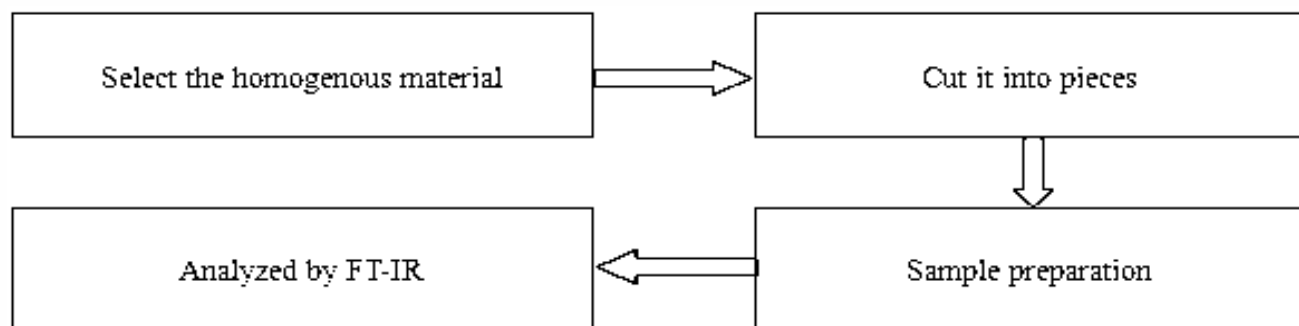 Select the homogenous material
Cut it into pieces
Sample preparation
Analyzed by FT-IR